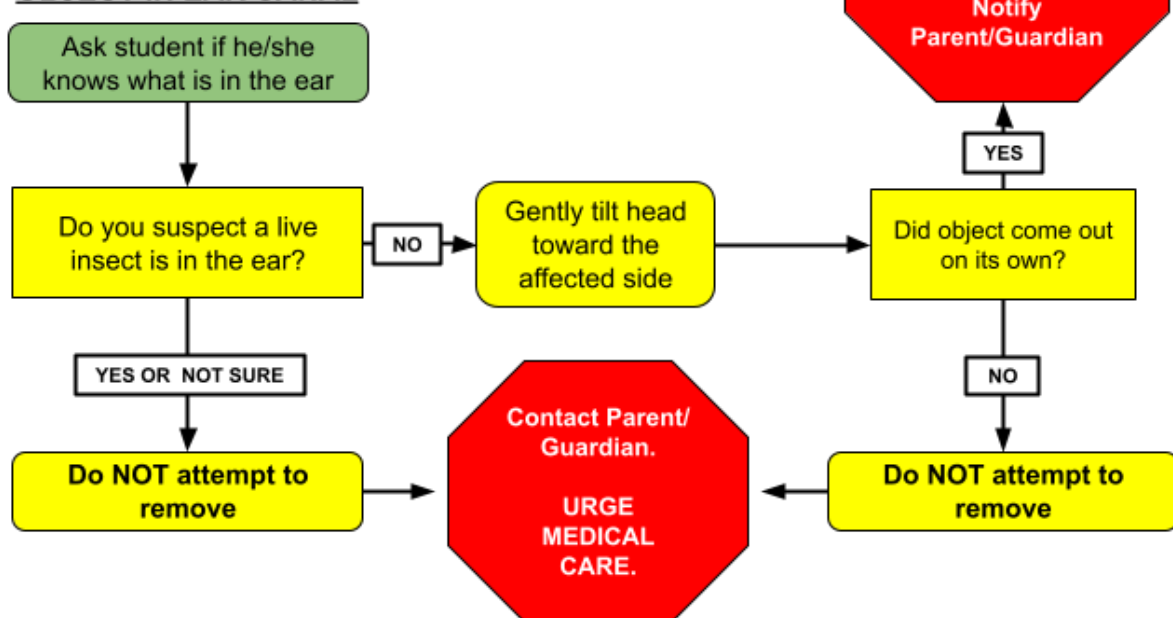 Ask student if he/she
knows what is in the ear
Notify
Parent/Guardian
YES
Do you suspect a live
insect is in the ear?
NO
Gently tilt head
toward the
affected side
Did object come out
on its own?
YES OR NOT SURE
NO
Do NOT attempt to
remove
Contact Parent/
Guardian.
URGE
MEDICAL
CARE.
Do NOT attempt to
remove